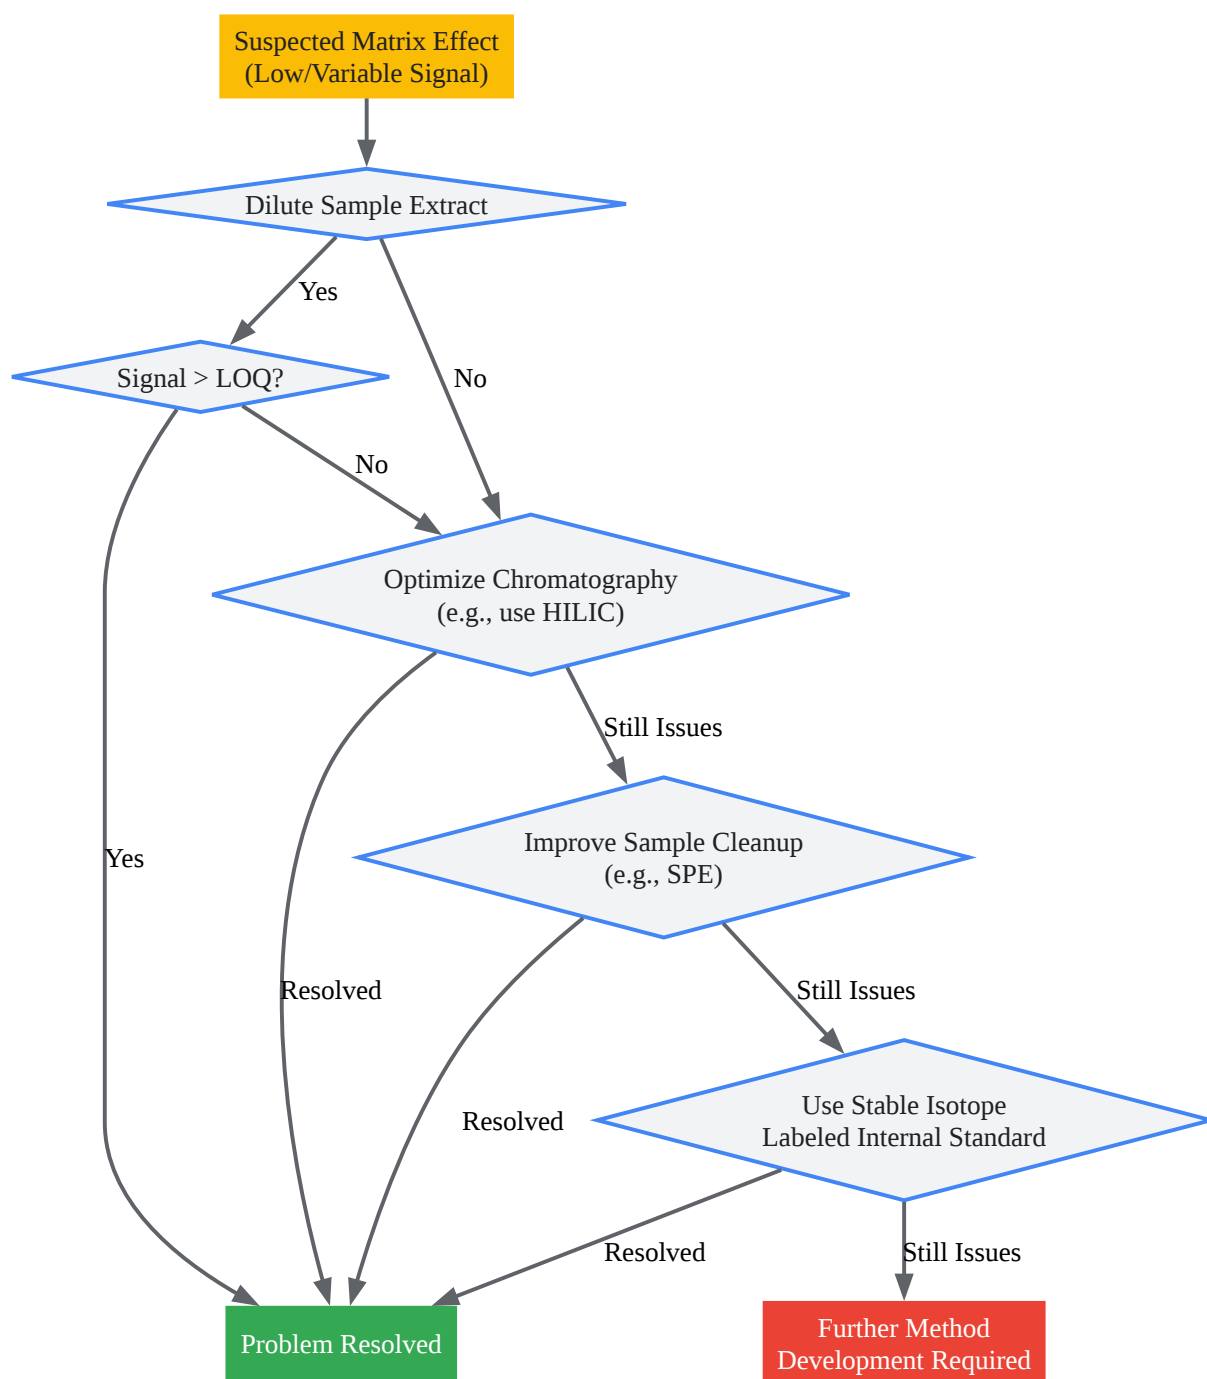 Suspected Matrix Effect
(Low/Variable Signal)
Dilute Sample Extract
Yes
Signal > LOQ?
No
No
Optimize Chromatography
(e.g., use HILIC)
Still Issues
Improve Sample Cleanup
(e.g., SPE)
Yes
Resolved
Still Issues
Use Stable Isotope
Labeled Internal Standard
Resolved
Resolved
Still Issues
Problem Resolved
Further Method
Development Required